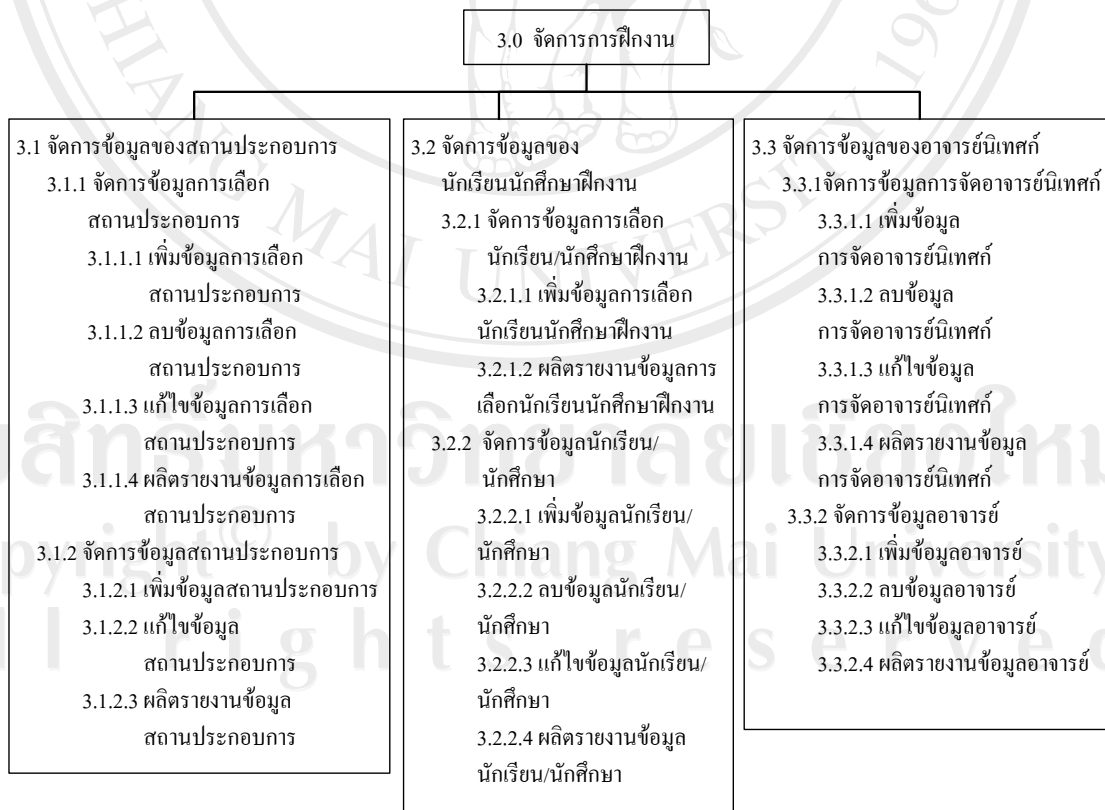 3.0 จัดการการฝึกงาน
3.1 จัดการข้อมูลของสถานประกอบการ
3.1.1 จัดการข้อมูลการเลือก
สถานประกอบการ
3.1.1.1 เพิ่มข้อมูลการเลือก
สถานประกอบการ
3.1.1.2 ลบข้อมูลการเลือก
สถานประกอบการ
3.1.1.3 แก้ไขข้อมูลการเลือก
สถานประกอบการ
3.1.1.4 ผลิตรายงานข้อมูลการเลือก
สถานประกอบการ
3.1.2 จัดการข้อมูลสถานประกอบการ
3.1.2.1 เพิ่มข้อมูลสถานประกอบการ
3.1.2.2 แก้ไขข้อมูล
สถานประกอบการ
3.1.2.3 ผลิตรายงานข้อมูล
สถานประกอบการ
3.2 จัดการข้อมูลของ
นักเรียนนักศึกษาฝึกงาน
3.2.1 จัดการข้อมูลการเลือก
นักเรียน/นักศึกษาฝึกงาน
3.2.1.1 เพิ่มข้อมูลการเลือก
นักเรียนนักศึกษาฝึกงาน
3.2.1.2 ผลิตรายงานข้อมูลการ
เลือกนักเรียนนักศึกษาฝึกงาน
3.2.2 จัดการข้อมูลนักเรียน/
นักศึกษา
3.2.2.1 เพิ่มข้อมูลนักเรียน/
นักศึกษา
3.2.2.2 ลบข้อมูลนักเรียน/
นักศึกษา
3.2.2.3 แก้ไขข้อมูลนักเรียน/
นักศึกษา
3.2.2.4 ผลิตรายงานข้อมูล
นักเรียน/นักศึกษา
3.3 จัดการข้อมูลของอาจารย์นิเทศก์
3.3.1จัดการข้อมูลการจัดอาจารย์นิเทศก์
3.3.1.1 เพิ่มข้อมูล
การจัดอาจารย์นิเทศก์
3.3.1.2 ลบข้อมูล
การจัดอาจารย์นิเทศก์
3.3.1.3 แก้ไขข้อมูล
การจัดอาจารย์นิเทศก์
3.3.1.4 ผลิตรายงานข้อมูล
การจัดอาจารย์นิเทศก์
3.3.2 จัดการข้อมูลอาจารย์
3.3.2.1 เพิ่มข้อมูลอาจารย์
3.3.2.2 ลบข้อมูลอาจารย์
3.3.2.3 แก้ไขข้อมูลอาจารย์
3.3.2.4 ผลิตรายงานข้อมูลอาจารย์
CHIANG MAI UNIVERSITY
by Chiang Mai University
rights